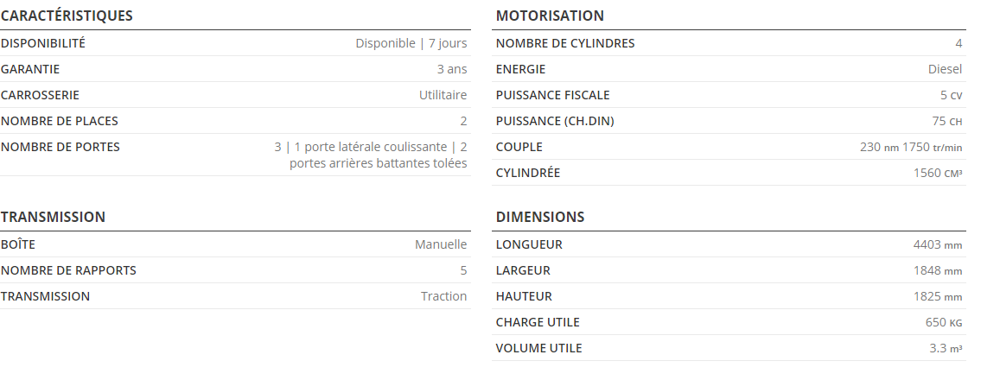 CARACTÉRISTIQUES
DISPONIBILITÉ Disponible | 7 jours
GARANTIE 3 ans
CARROSSERIE Utilitaire
NOMBRE DE PLACES 2
NOMBRE DE PORTES 3 | 1 porte latérale coulissante | 2
portes arrières battantes tolées
MOTORISATION
NOMBRE DE CYLINDRES 4
ENERGIE Diesel
PUISSANCE FISCALE 5 CV
PUISSANCE (CH.DIN) 75 CH
COUPLE 230 nm 1750 tr/min
CYLINDRÉE 1560 CM³
TRANSMISSION
BOÎTE Manuelle
NOMBRE DE RAPPORTS 5
TRANSMISSION Traction
DIMENSIONS
LONGUEUR 4403 mm
LARGEUR 1848 mm
HAUTEUR 1825 mm
CHARGE UTILE 650 KG
VOLUME UTILE 3.3 m³